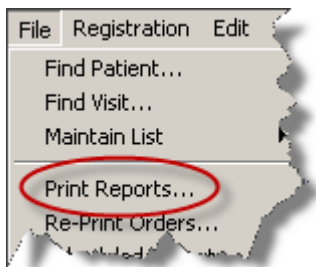 File Registration Edit
Find Patient...
Find Visit...
Maintain List
Print Reports...
Re-Print Orders...